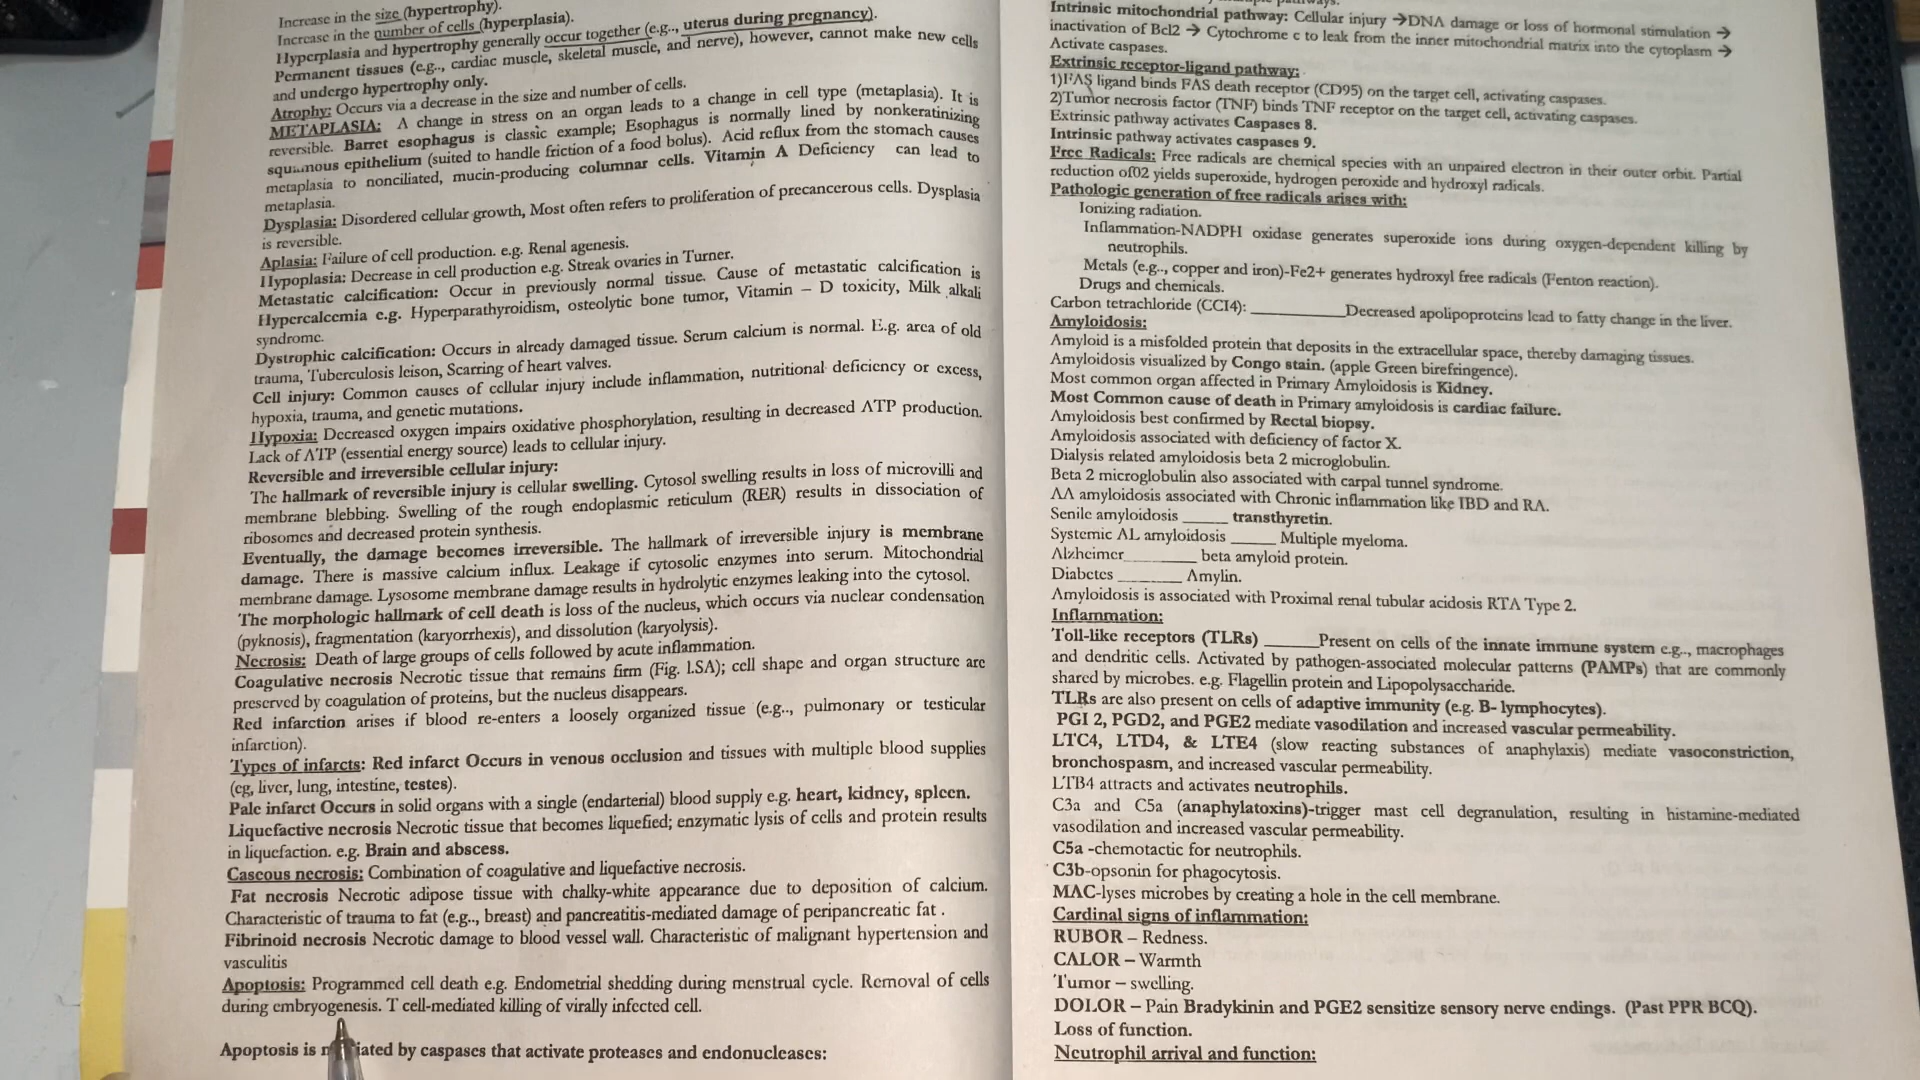 Increase in the size (hypertrophy).
Increase in the number of cells (hyperplasia).
Hyperplasia and hypertrophy generally occur together (e.g.., uterus during pregnancy).
Permanent tissues (e.g.., cardiac muscle, skeletal muscle, and nerve), however, cannot make new cells
and undergo hypertrophy only.
Atrophy: Occurs via a decrease in the size and number of cells.
METAPLASIA: A change in stress on an organ leads to a change in cell type (metaplasia). It is
reversible. Barret esophagus is classic example; Esophagus is normally lined by nonkeratinizing
squamous epithelium (suited to handle friction of a food bolus). Acid reflux from the stomach causes
metaplasia to nonciliated, mucin-producing columnar cells. Vitamin A Deficiency can lead to
metaplasia.
Dysplasia: Disordered cellular growth, Most often refers to proliferation of precancerous cells. Dysplasia
is reversible.
Aplasia: Failure of cell production. e.g. Renal agenesis.
Hypoplasia: Decrease in cell production e.g. Streak ovaries in Turner.
Metastatic calcification: Occur in previously normal tissue. Cause of metastatic calcification is
Hypercalcemia e.g. Hyperparathyroidism, osteolytic bone tumor, Vitamin – D toxicity, Milk alkali
syndrome.
Dystrophic calcification: Occurs in already damaged tissue. Serum calcium is normal. E.g. area of old
trauma, Tuberculosis leison, Scarring of heart valves.
Cell injury: Common causes of cellular injury include inflammation, nutritional deficiency or excess,
hypoxia, trauma, and genetic mutations.
Hypoxia: Decreased oxygen impairs oxidative phosphorylation, resulting in decreased ATP production.
Lack of ATP (essential energy source) leads to cellular injury.
Reversible and irreversible cellular injury:
The hallmark of reversible injury is cellular swelling. Cytosol swelling results in loss of microvilli and
membrane blebbing. Swelling of the rough endoplasmic reticulum (RER) results in dissociation of
ribosomes and decreased protein synthesis.
Eventually, the damage becomes irreversible. The hallmark of irreversible injury is membrane
damage. There is massive calcium influx. Leakage if cytosolic enzymes into serum. Mitochondrial
membrane damage. Lysosome membrane damage results in hydrolytic enzymes leaking into the cytosol.
The morphologic hallmark of cell death is loss of the nucleus, which occurs via nuclear condensation
(pyknosis), fragmentation (karyorrhexis), and dissolution (karyolysis).
Necrosis: Death of large groups of cells followed by acute inflammation.
Coagulative necrosis Necrotic tissue that remains firm (Fig. 1.SA); cell shape and organ structure are
preserved by coagulation of proteins, but the nucleus disappears.
Red infarction arises if blood re-enters a loosely organized tissue (e.g.., pulmonary or testicular
infarction).
Types of infarcts: Red infarct Occurs in venous occlusion and tissues with multiple blood supplies
(eg, liver, lung, intestine, testes).
Pale infarct Occurs in solid organs with a single (endarterial) blood supply e.g. heart, kidney, spleen.
Liquefactive necrosis Necrotic tissue that becomes liquefied; enzymatic lysis of cells and protein results
in liquefaction. e.g. Brain and abscess.
Caseous necrosis: Combination of coagulative and liquefactive necrosis.
Fat necrosis Necrotic adipose tissue with chalky-white appearance due to deposition of calcium.
Characteristic of trauma to fat (e.g.., breast) and pancreatitis-mediated damage of peripancreatic fat .
Fibrinoid necrosis Necrotic damage to blood vessel wall. Characteristic of malignant hypertension and
vasculitis
Apoptosis: Programmed cell death e.g. Endometrial shedding during menstrual cycle. Removal of cells
during embryogenesis. T cell-mediated killing of virally infected cell.
Apoptosis is by caspases that activate proteases and endonucleases:
Intrinsic mitochondrial pathway: Cellular injury →DNA damage or loss of hormonal stimulation →
inactivation of Bcl2 → Cytochrome c to leak from the inner mitochondrial matrix into the cytoplasm →
Activate caspases.
Extrinsic receptor-ligand pathway:
1)FAS ligand binds FAS death receptor (CD95) on the target cell, activating caspases.
2)Tumor necrosis factor (TNF) binds TNF receptor on the target cell, activating caspases.
Extrinsic pathway activates Caspases 8.
Intrinsic pathway activates caspases 9.
Free Radicals: Free radicals are chemical species with an unpaired electron in their outer orbit. Partial
reduction of02 yields superoxide, hydrogen peroxide and hydroxyl radicals.
Pathologic generation of free radicals arises with:
Ionizing radiation.
Inflammation-NADPH oxidase generates superoxide ions during oxygen-dependent killing by
neutrophils.
Metals (e.g.., copper and iron)-Fe2+ generates hydroxyl free radicals (Fenton reaction).
Drugs and chemicals.
Carbon tetrachloride (CCI4): __________Decreased apolipoproteins lead to fatty change in the liver.
Amyloidosis:
Amyloid is a misfolded protein that deposits in the extracellular space, thereby damaging tissues.
Amyloidosis visualized by Congo stain. (apple Green birefringence).
Most common organ affected in Primary Amyloidosis is Kidney.
Most Common cause of death in Primary amyloidosis is cardiac failure.
Amyloidosis best confirmed by Rectal biopsy.
Amyloidosis associated with deficiency of factor X.
Dialysis related amyloidosis beta 2 microglobulin.
Beta 2 microglobulin also associated with carpal tunnel syndrome.
AA amyloidosis associated with Chronic inflammation like IBD and RA.
Senile amyloidosis _____ transthyretin.
Systemic AL amyloidosis _____ Multiple myeloma.
Alzheimer________ beta amyloid protein.
Diabetes _______ Amylin.
Amyloidosis is associated with Proximal renal tubular acidosis RTA Type 2.
Inflammation:
Toll-like receptors (TLRs) ______Present on cells of the innate immune system e.g.., macrophages
and dendritic cells. Activated by pathogen-associated molecular patterns (PAMPs) that are commonly
shared by microbes. e.g. Flagellin protein and Lipopolysaccharide.
TLRs are also present on cells of adaptive immunity (e.g. B- lymphocytes).
PGI 2, PGD2, and PGE2 mediate vasodilation and increased vascular permeability.
LTC4, LTD4, & LTE4 (slow reacting substances of anaphylaxis) mediate vasoconstriction,
bronchospasm, and increased vascular permeability.
LTB4 attracts and activates neutrophils.
C3a and C5a (anaphylatoxins)-trigger mast cell degranulation, resulting in histamine-mediated
vasodilation and increased vascular permeability.
C5a -chemotactic for neutrophils.
C3b-opsonin for phagocytosis.
MAC-lyses microbes by creating a hole in the cell membrane.
Cardinal signs of inflammation:
RUBOR – Redness.
CALOR – Warmth
Tumor – swelling.
DOLOR – Pain Bradykinin and PGE2 sensitize sensory nerve endings. (Past PPR BCQ).
Loss of function.
Neutrophil arrival and function: